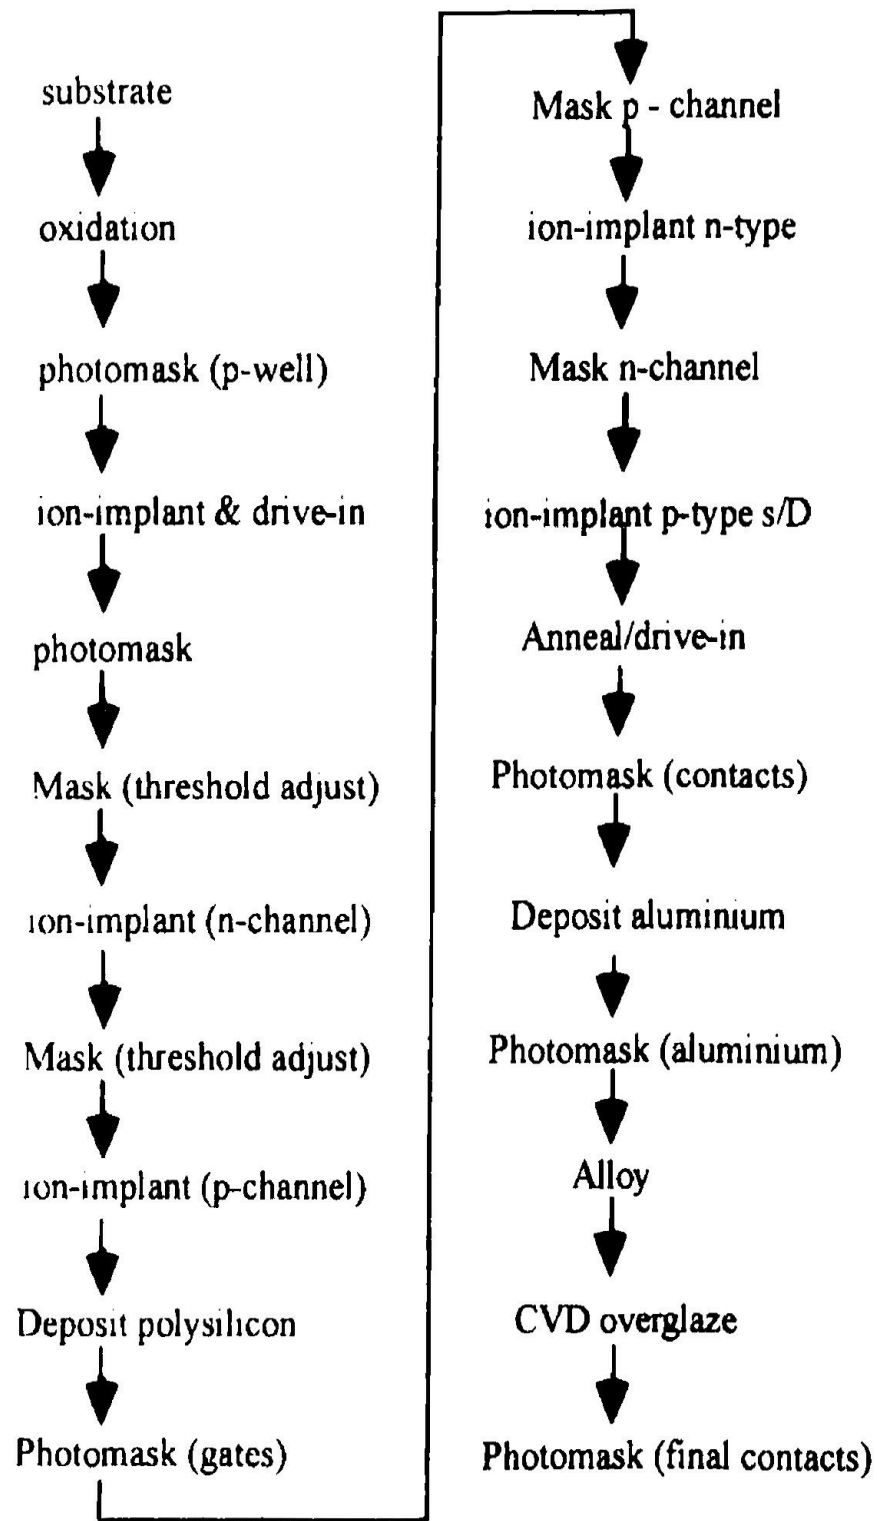 substrate
oxidation
photomask (p-well)
ion-implant & drive-in
photomask
Mask (threshold adjust)
ion-implant (n-channel)
Mask (threshold adjust)
ion-implant (p-channel)
Deposit polysilicon
Photomask (gates)
Mask p - channel
ion-implant n-type
Mask n-channel
ion-implant p-type s/D
Anneal/drive-in
Photomask (contacts)
Deposit aluminium
Photomask (aluminium)
Alloy
CVD overglaze
Photomask (final contacts)